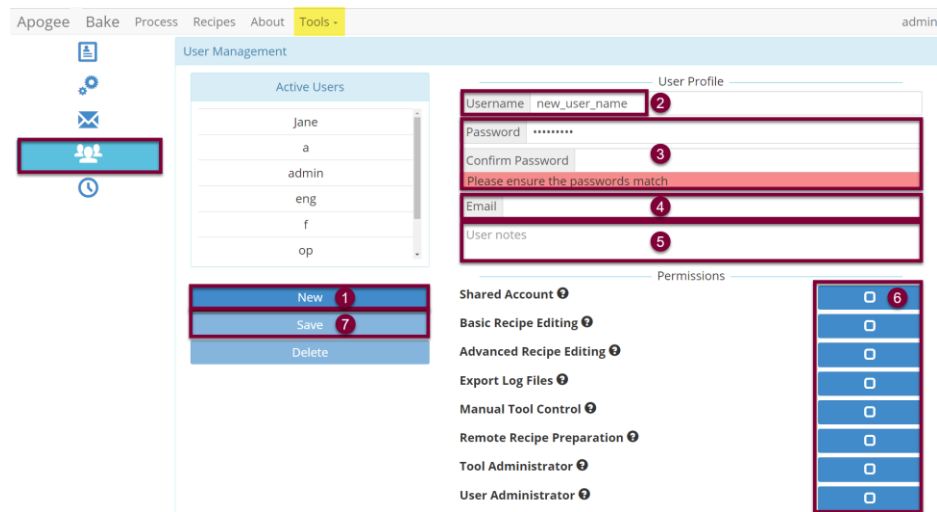 Apogee Bake Process Recipes About Tools admin
User Management
Active Users
Jane
a
admin
eng
f
op
New 1
Save 7
Delete
User Profile
Username new_user_name 2
Password •••••••••
Confirm Password 3
Please ensure the passwords match
Email 4
User notes 5
Permissions
Shared Account ? 6
Basic Recipe Editing ?
Advanced Recipe Editing ?
Export Log Files ?
Manual Tool Control ?
Remote Recipe Preparation ?
Tool Administrator ?
User Administrator ?